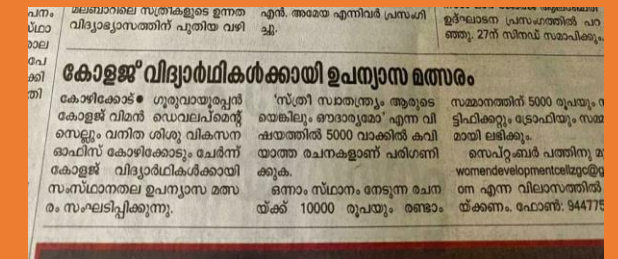 മലബാറിലെ സ്ത്രീകളുടെ ഉന്നത
വിദ്യാഭ്യാസത്തിന് പുതിയ വഴി
എൻ. അമേയ എന്നിവർ പ്രസംഗി
ച്ചു.
ഉദ്ഘാടന പ്രസംഗത്തിൽ പറ
ഞ്ഞു. 27ന് സിനഡ് സമാപിക്കും.
കോളജ് വിദ്യാർഥികൾക്കായി ഉപന്യാസ മത്സരം
കോഴിക്കോട്● ഗുരുവായൂരപ്പൻ
കോളജ് വിമൻ ഡെവലപ്മെന്റ്
സെല്ലും വനിത ശിശു വികസന
ഓഫിസ് കോഴിക്കോടും ചേർന്ന്
കോളജ് വിദ്യാർഥികൾക്കായി
സംസ്ഥാനതല ഉപന്യാസ മത്സ
രം സംഘടിപ്പിക്കുന്നു.
'സ്ത്രീ സ്വാതന്ത്ര്യം ആരുടെ
യെങ്കിലും ഔദാര്യമോ' എന്ന വി
ഷയത്തിൽ 5000 വാക്കിൽ കവി
യാത്ത രചനകളാണ് പരിഗണി
ക്കുക.
ഒന്നാം സ്ഥാനം നേടുന്ന രചന
യ്ക്ക് 10000 രൂപയും രണ്ടാം
സമ്മാനത്തിന് 5000 രൂപയും
ട്ടിഫിക്കറ്റും ട്രോഫിയും സമ്മ
മായി ലഭിക്കും.
സെപ്റ്റംബർ പത്തിനു
womendevelopmentcellzgc@g
om എന്ന വിലാസത്തിൽ
യ്ക്കണം. ഫോൺ: 944775